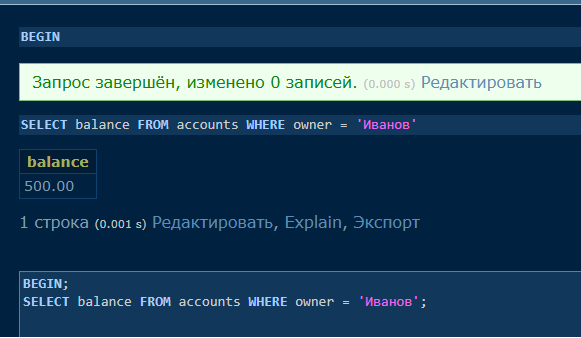 BEGIN
Запрос завершён, изменено 0 записей. (0.000 s) Редактировать
SELECT balance FROM accounts WHERE owner = 'Иванов'
balance
500.00
1 строка (0.001 s) Редактировать, Explain, Экспорт
BEGIN;
SELECT balance FROM accounts WHERE owner = 'Иванов';